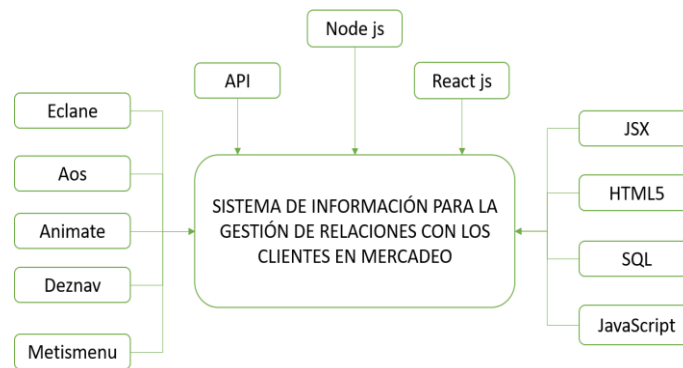 Node js
API
React js
Eclane
Aos
Animate
Deznav
Metismenu
SISTEMA DE INFORMACIÓN PARA LA
GESTIÓN DE RELACIONES CON LOS
CLIENTES EN MERCADEO
JSX
HTML5
SQL
JavaScript